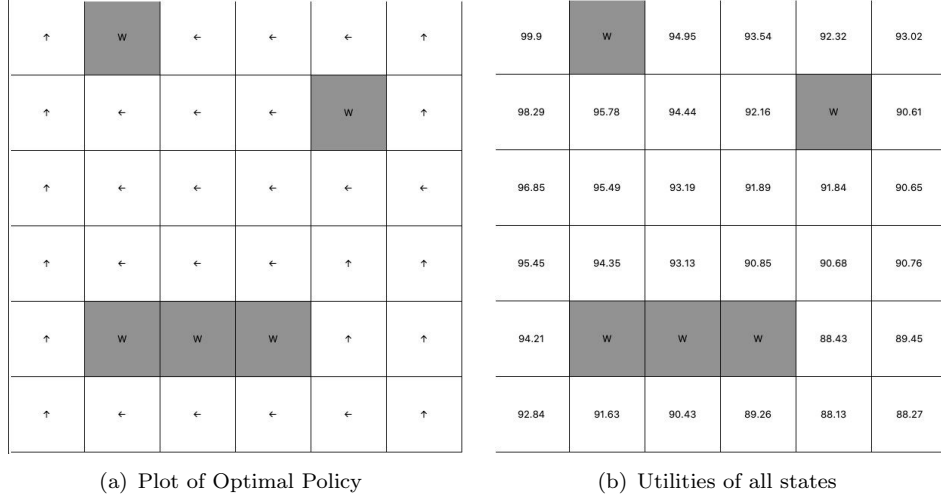 ↑ W ← ← ← ↑
↑ ← ← ← W ↑
↑ ← ← ← ← ←
↑ ← ← ← ↑ ↑
↑ W W W ↑ ↑
↑ ← ← ← ← ↑
(a) Plot of Optimal Policy
99.9 W 94.95 93.54 92.32 93.02
98.29 95.78 94.44 92.16 W 90.61
96.85 95.49 93.19 91.89 91.84 90.65
95.45 94.35 93.13 90.85 90.68 90.76
94.21 W W W 88.43 89.45
92.84 91.63 90.43 89.26 88.13 88.27
(b) Utilities of all states